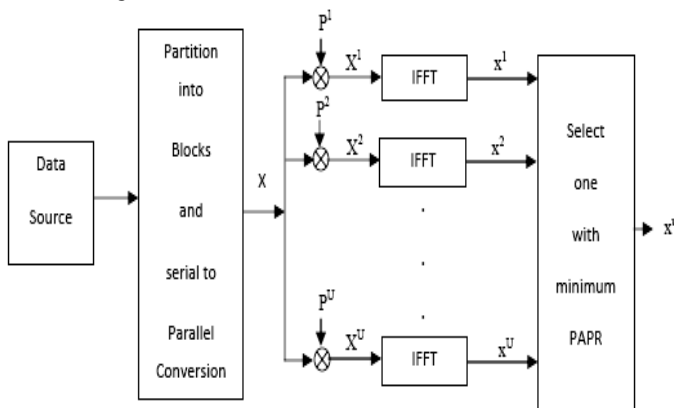 Data
Source
Partition
into
Blocks
and
serial to
Parallel
Conversion
X
P¹
X¹
IFFT
x¹
P²
X²
IFFT
x²
Pᵁ
Xᵁ
IFFT
xᵁ
Select
one
with
minimum
PAPR